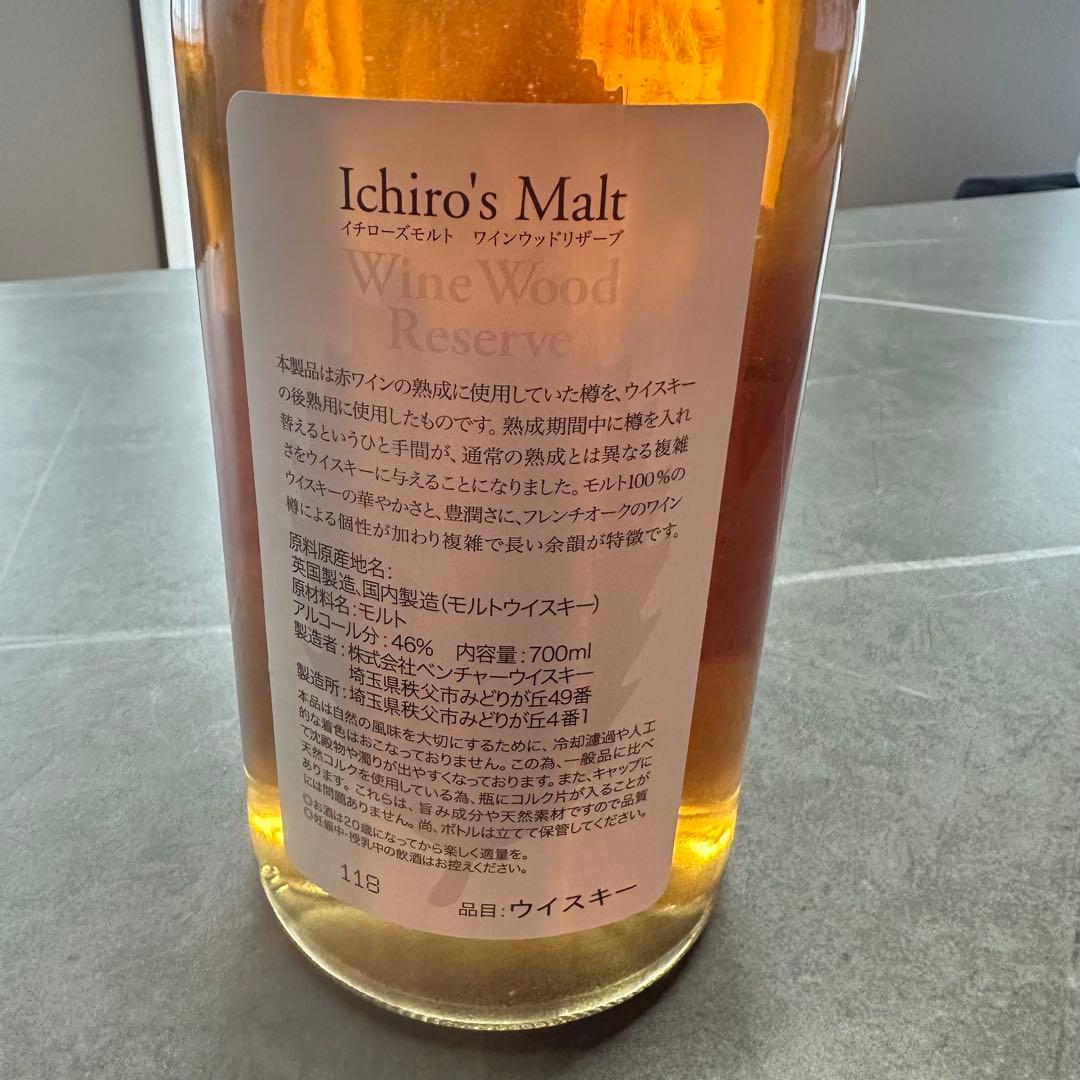 Ichiro's Malt
イチローズモルト　ワインウッドリザーブ
Wine Wood
Reserve
本製品は赤ワインの熟成に使用していた樽を、ウイスキー
の後熟用に使用したものです。熟成期間中に樽を入れ
替えるというひと手間が、通常の熟成とは異なる複雑
さをウイスキーに与えることになりました。モルト100%の
ウイスキーの華やかさと、豊潤さに、フレンチオークのワイン
樽による個性が加わり複雑で長い余韻が特徴です。
原料原産地名：
英国製造、国内製造（モルトウイスキー）
原材料名：モルト
アルコール分：46%　内容量：700ml
製造者：株式会社ベンチャーウイスキー
埼玉県秩父市みどりが丘49番
製造所：埼玉県秩父市みどりが丘4番1
本品は自然の風味を大切にするために、冷却濾過や人工
的な着色はおこなっておりません。この為、一般品に比べ
て沈殿物や濁りが出やすくなっております。また、キャップに
天然コルクを使用している為、瓶にコルク片が入ることが
あります。これらは、旨み成分や天然素材ですので品質
には問題ありません。尚、ボトルは立てて保管してください。
◎お酒は20歳になってから楽しく適量を。
◎妊娠中・授乳中の飲酒はお控えください。
118
品目：ウイスキー